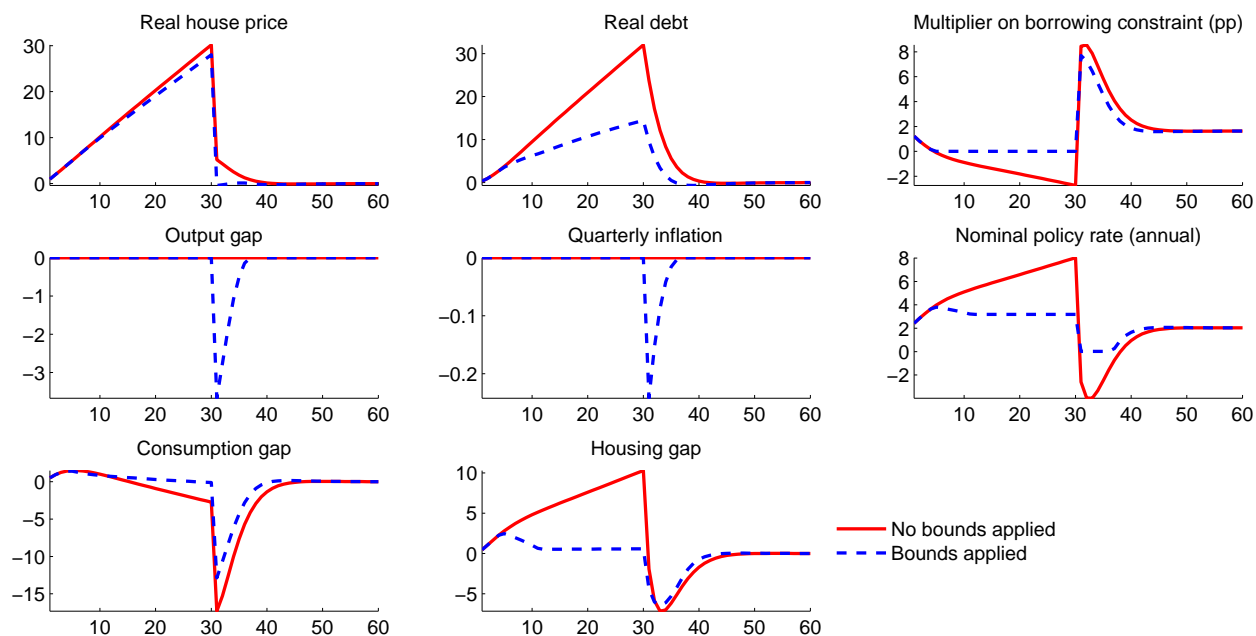 Real house price
30
20
10
0
10 20 30 40 50 60
Real debt
30
20
10
0
10 20 30 40 50 60
Multiplier on borrowing constraint (pp)
8
6
4
2
0
−2
10 20 30 40 50 60
Output gap
0
−1
−2
−3
10 20 30 40 50 60
Quarterly inflation
0
−0.1
−0.2
10 20 30 40 50 60
Nominal policy rate (annual)
8
6
4
2
0
−2
10 20 30 40 50 60
Consumption gap
0
−5
−10
−15
10 20 30 40 50 60
Housing gap
10
5
0
−5
10 20 30 40 50 60
No bounds applied
Bounds applied